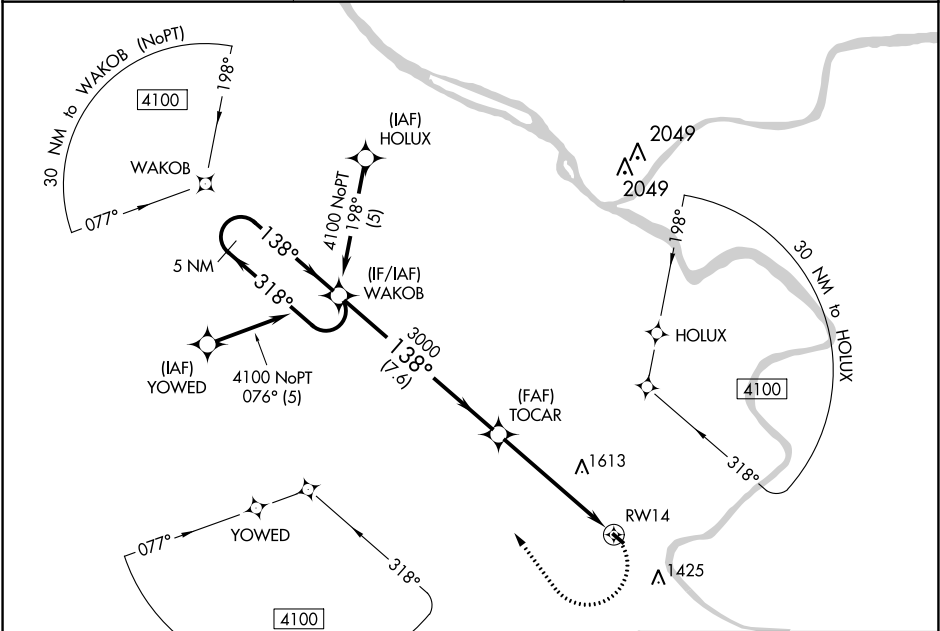 30 NM to WAKOB (NoPT)
4100
198°
WAKOB
077°
(IAF)
HOLUX
4100 NoPT
198°
(5)
138°
5 NM
318°
(IF/IAF)
WAKOB
(IAF)
YOWED
4100 NoPT
076° (5)
3000
138°
(7.6)
(FAF)
TOCAR
1613
RW14
1425
2049
2049
198°
30 NM to HOLUX
HOLUX
4100
318°
077°
YOWED
318°
4100